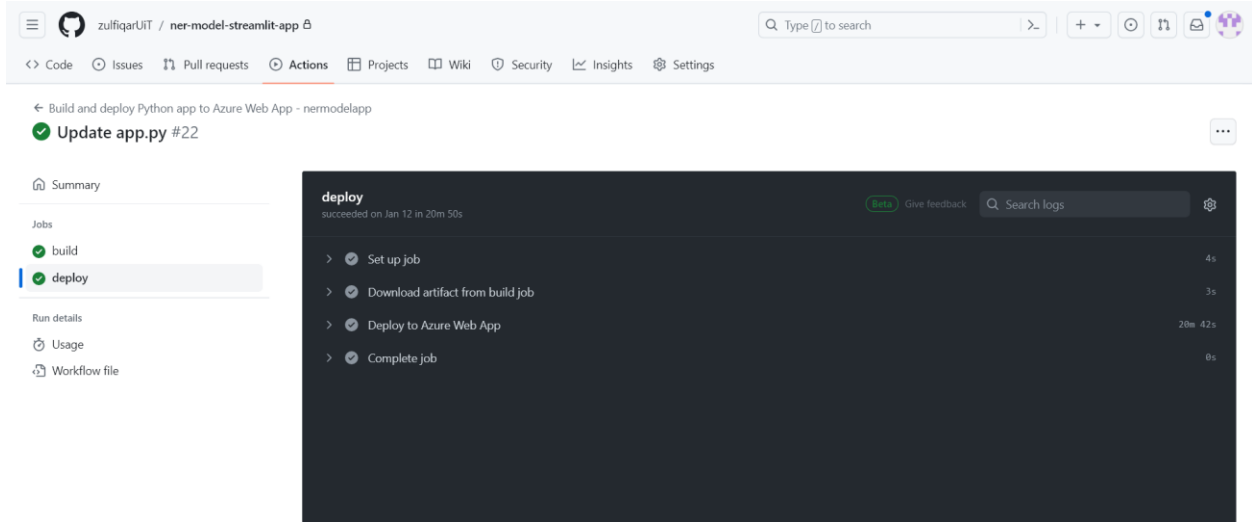 zulfiqarUiT / ner-model-streamlit-app
Type / to search
Code Issues Pull requests Actions Projects Wiki Security Insights Settings
← Build and deploy Python app to Azure Web App - nermodelapp
Update app.py #22
Summary
Jobs
build
deploy
Run details
Usage
Workflow file
deploy
succeeded on Jan 12 in 20m 50s
Beta Give feedback Search logs
Set up job 4s
Download artifact from build job 3s
Deploy to Azure Web App 20m 42s
Complete job 0s